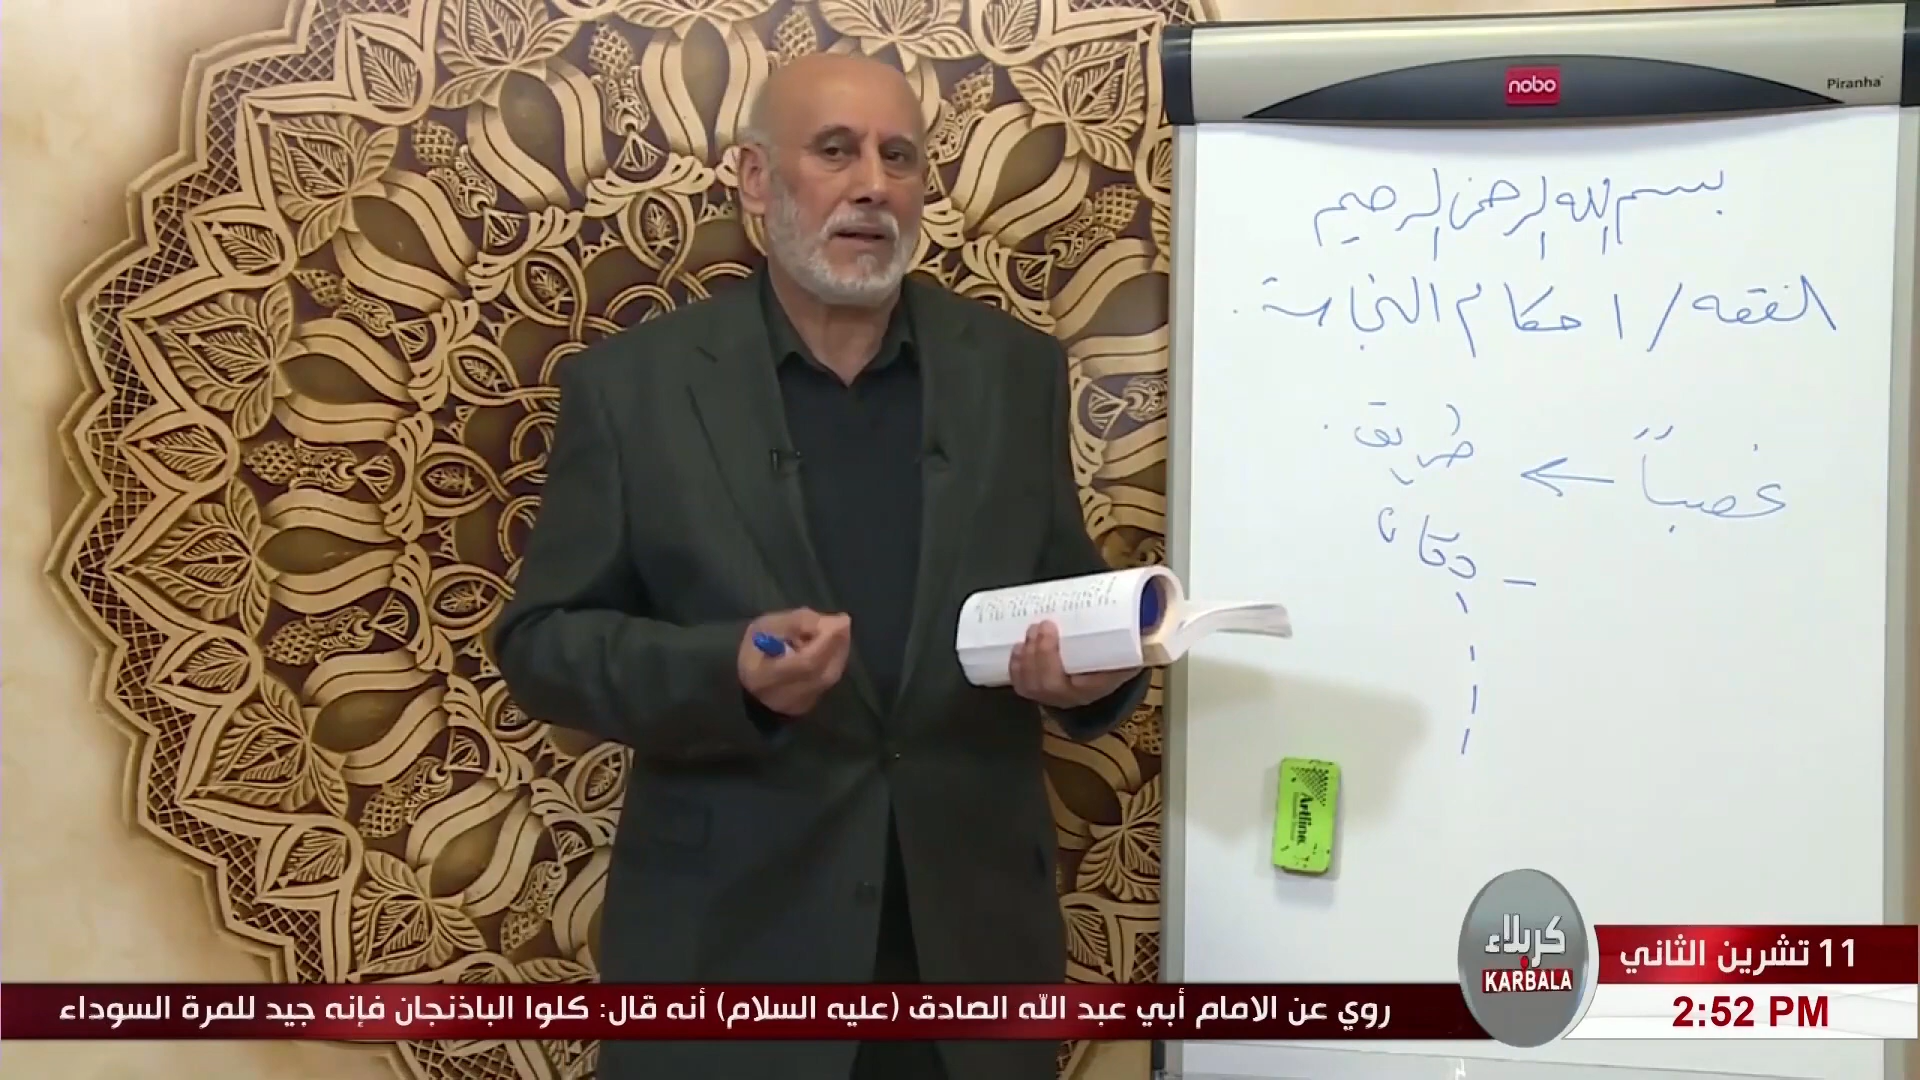 nobo
Piranha
بسم الله الرحمن الرحيم
الفقه / احكام النجاسة .
غصباً ← طريق .
- دكان
Artline
كربلاء
KARBALA
11 تشرين الثاني
2:52 PM
روي عن الامام أبي عبد الله الصادق (عليه السلام) أنه قال: كلوا الباذنجان فإنه جيد للمرة السوداء